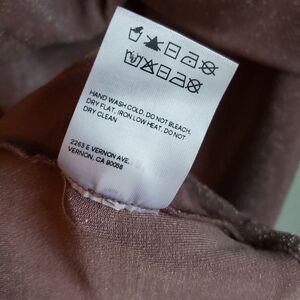 HAND WASH COLD, DO NOT BLEACH,
DRY FLAT, IRON LOW HEAT, DO NOT
DRY CLEAN
2263 E VERNON AVE.
VERNON, CA 90058